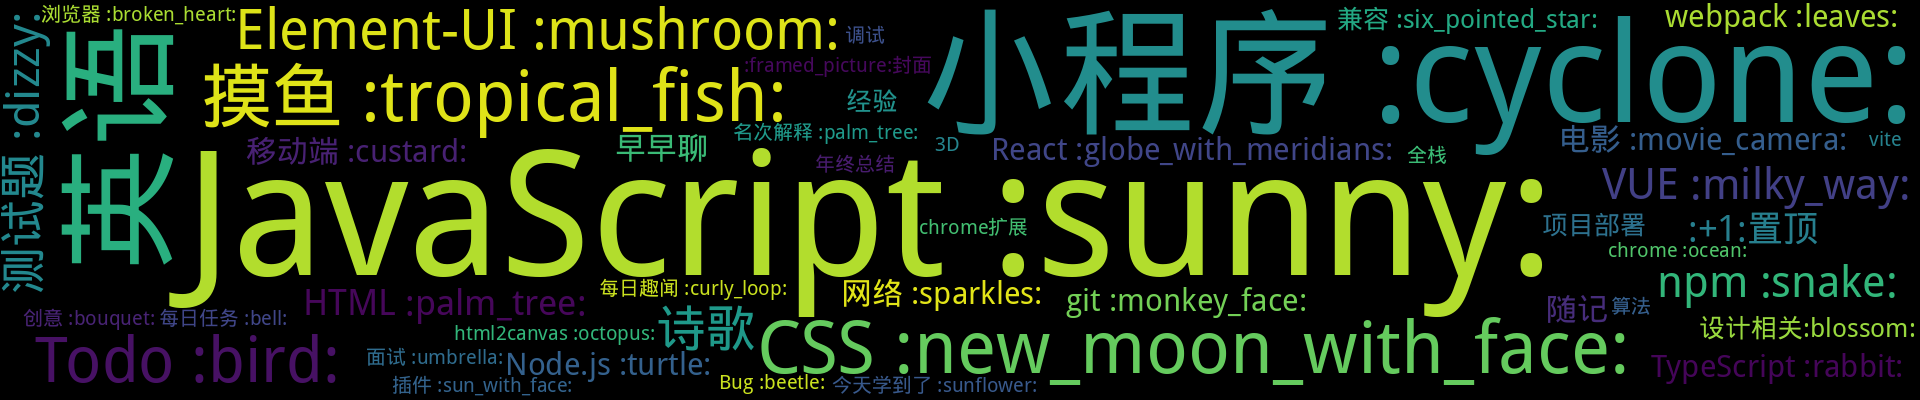 浏览器 :broken_heart:
Element-UI :mushroom:
调试
兼容 :six_pointed_star:
webpack :leaves:
测试题 :dizzy:
英语
摸鱼 :tropical_fish:
:framed_picture:封面
经验
小程序 :cyclone:
移动端 :custard:
早早聊
名次解释 :palm_tree:
3D
React :globe_with_meridians:
全栈
电影 :movie_camera:
vite
年终总结
JavaScript :sunny:
VUE :milky_way:
chrome扩展
项目部署
:+1:置顶
chrome :ocean:
HTML :palm_tree:
每日趣闻 :curly_loop:
网络 :sparkles:
git :monkey_face:
npm :snake:
随记
算法
创意 :bouquet:
每日任务 :bell:
html2canvas :octopus:
诗歌
CSS :new_moon_with_face:
设计相关:blossom:
Todo :bird:
面试 :umbrella:
Node.js :turtle:
TypeScript :rabbit:
插件 :sun_with_face:
Bug :beetle:
今天学到了 :sunflower: